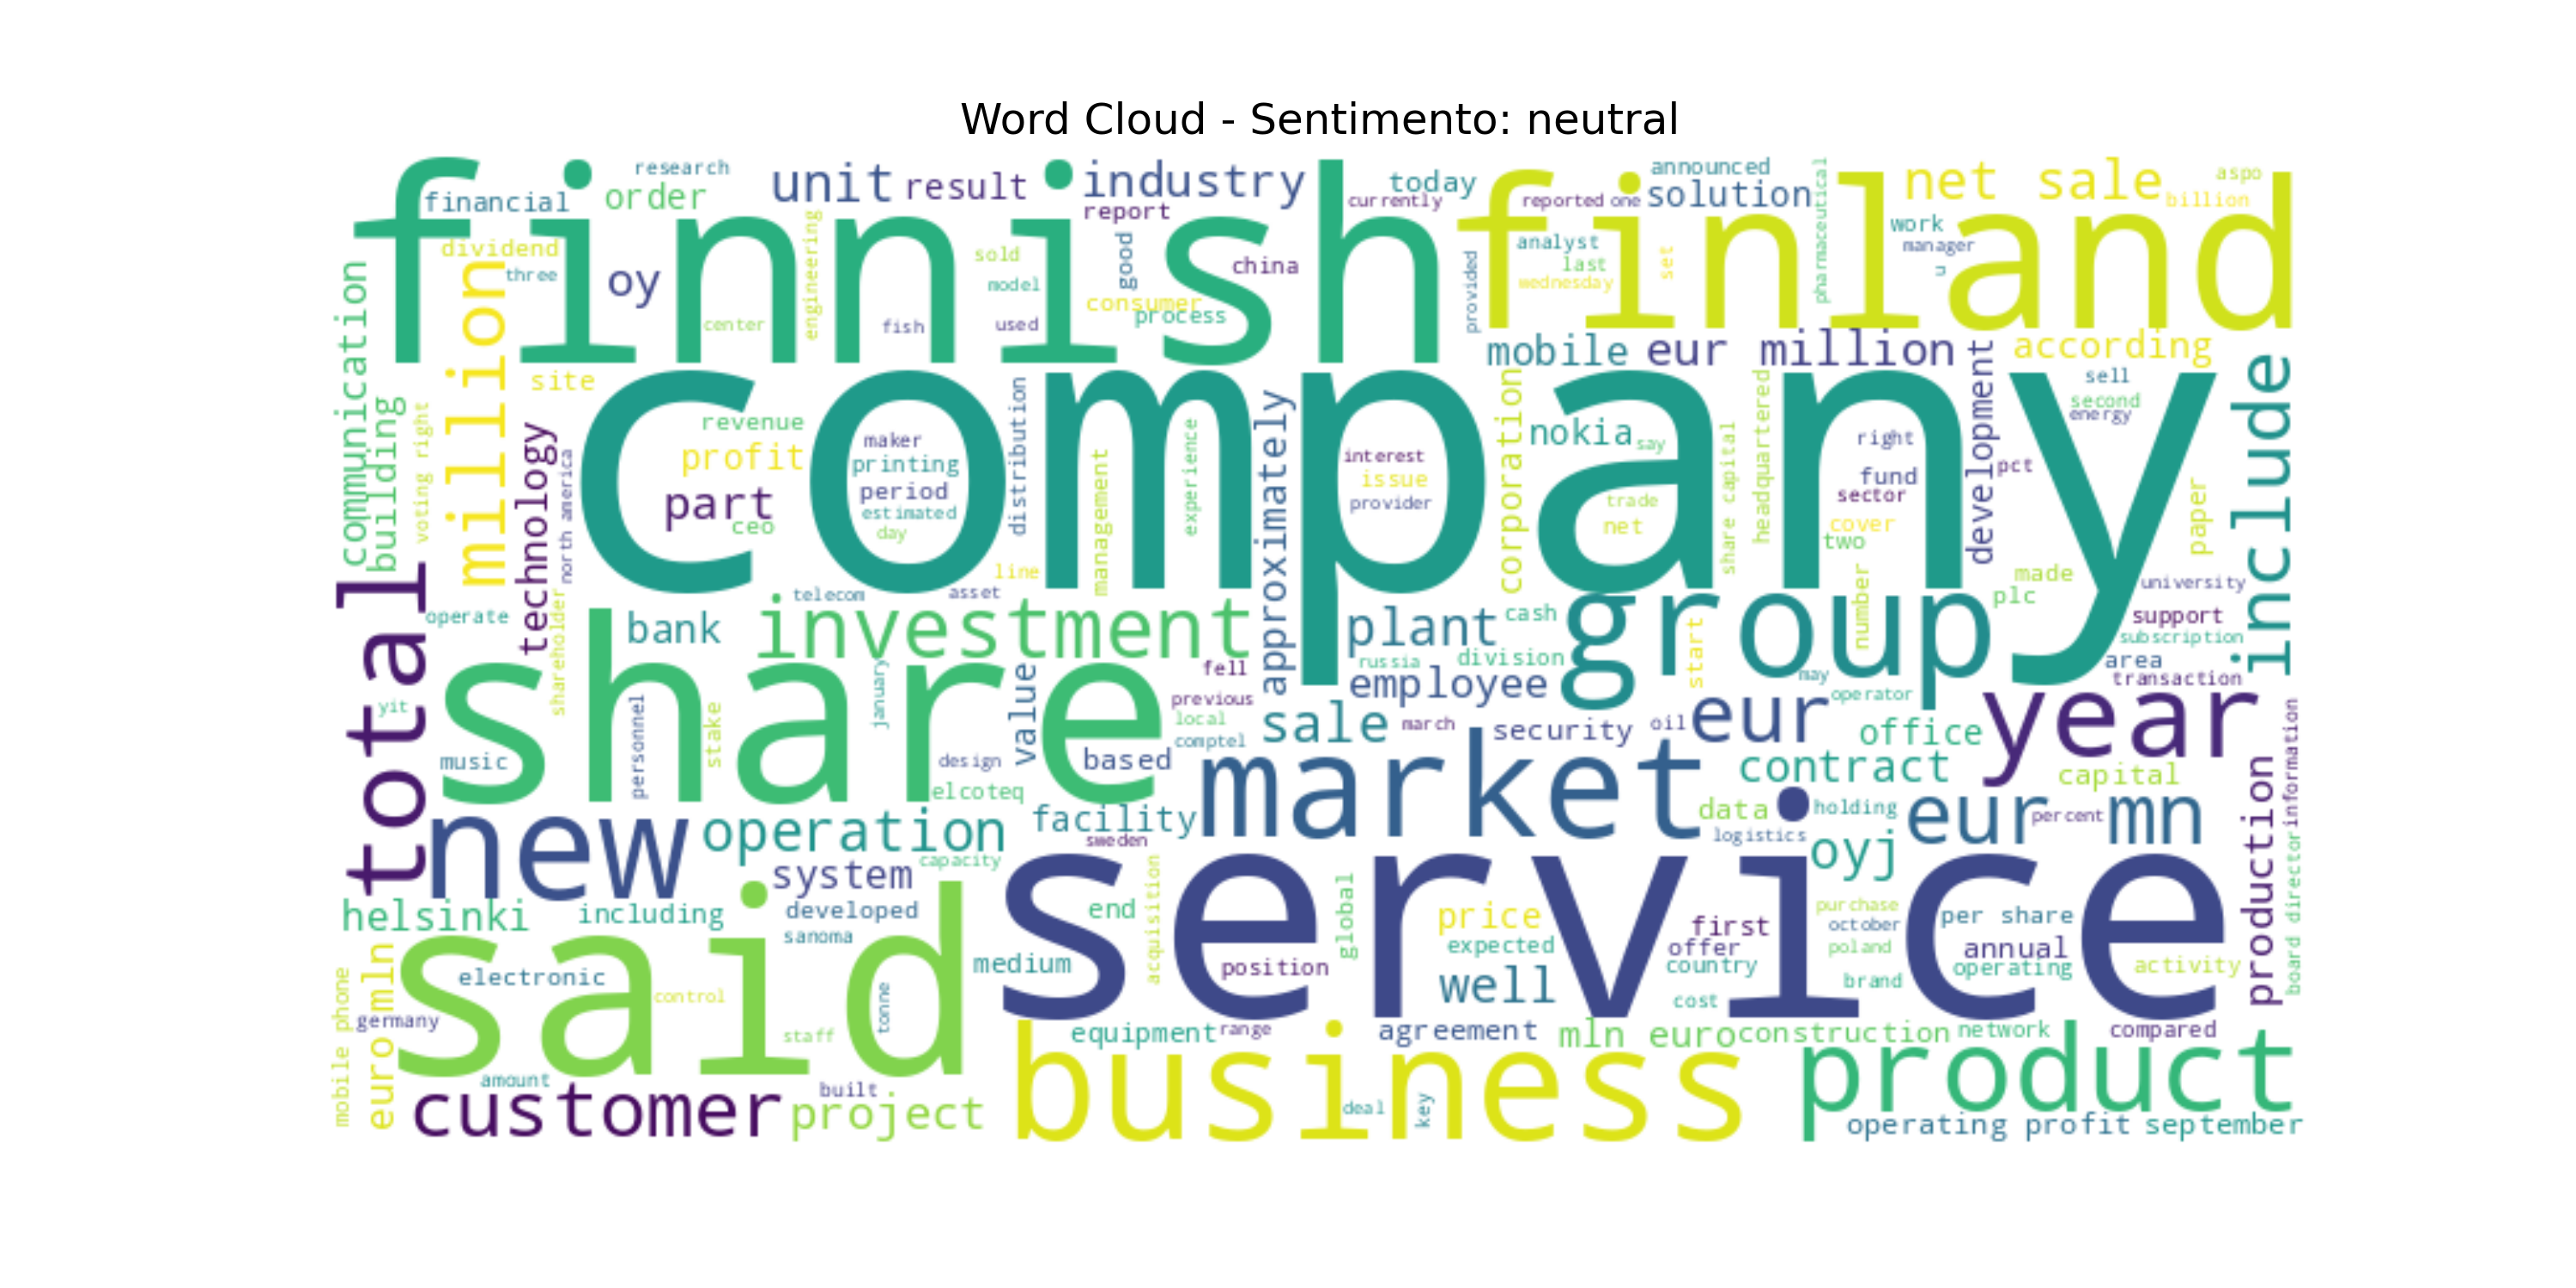 Word Cloud - Sentimento: neutral
finnish
finland
company
share
service
said
business
group
market
product
investment
new
year
total
customer
include
million
eur
eur mn
research
financial
order
unit
result
industry
report
today
currently
announced
reported
one
solution
pharmaceutical
net sale
aspo
billion
work
manager
dividend
three
oy
center
engineering
fish
sold
model
used
good
consumer
process
china
provided
analyst
last
wednesday
set
mobile
eur million
according
communication
building
voting right
site
technology
north america
revenue
profit
part
ceo
maker
printing
period
estimated
day
distribution
line
management
experience
approximately
interest
issue
provider
corporation
nokia
say
trade
net
share capital
headquartered
right
fund
sector
cover
two
number
development
pct
sell
second
energy
paper
made
plc
university
support
subscription
area
transaction
operate
shareholder
bank
telecom
asset
yit
music
personnel
stake
january
design
value
elcoteq
fell
previous
local
comptel
based
plant
cash
russia
division
employee
start
may
operator
sale
march
security
oil
office
contract
capital
data
holding
logistics
oyj
percent
production
information
board director
operation
facility
sweden
system
capacity
helsinki
including
developed
sanoma
electronic
control
staff
tonne
medium
end
acquisition
position
global
price
expected
well
first
offer
country
cost
purchase
october
poland
brand
per share
annual
operating
activity
mobile phone
euro mln
germany
amount
built
project
equipment
range
agreement
mln euro
construction
network
compared
deal
key
operating profit
september